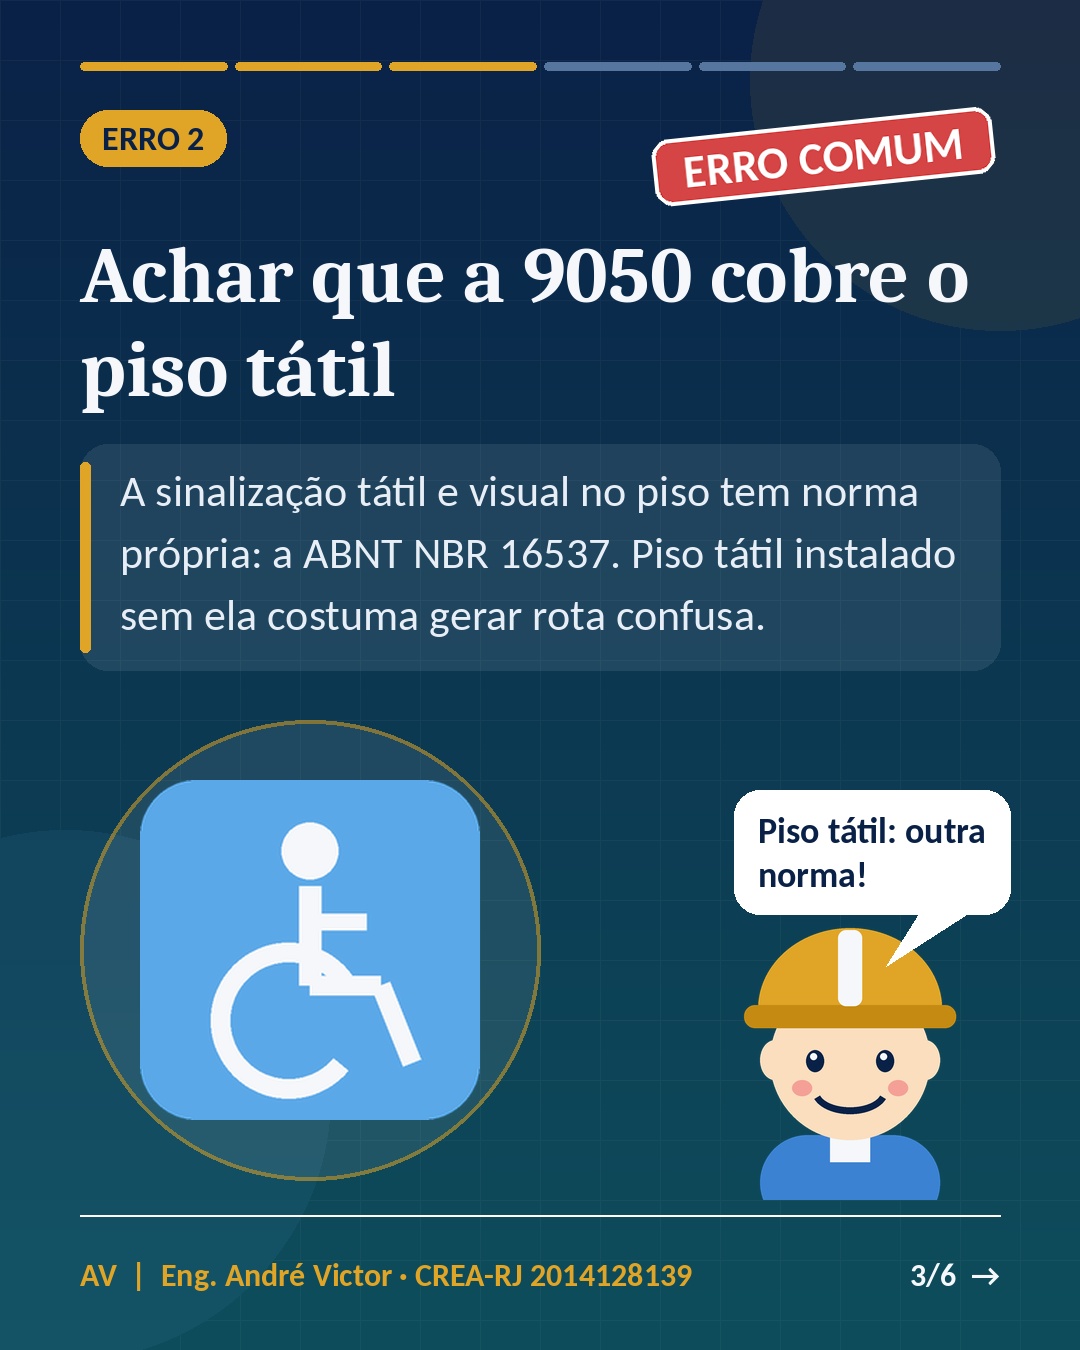 ERRO 2
ERRO COMUM
Achar que a 9050 cobre o
piso tátil
A sinalização tátil e visual no piso tem norma
própria: a ABNT NBR 16537. Piso tátil instalado
sem ela costuma gerar rota confusa.
Piso tátil: outra
norma!
AV | Eng. André Victor · CREA-RJ 2014128139
3/6 →